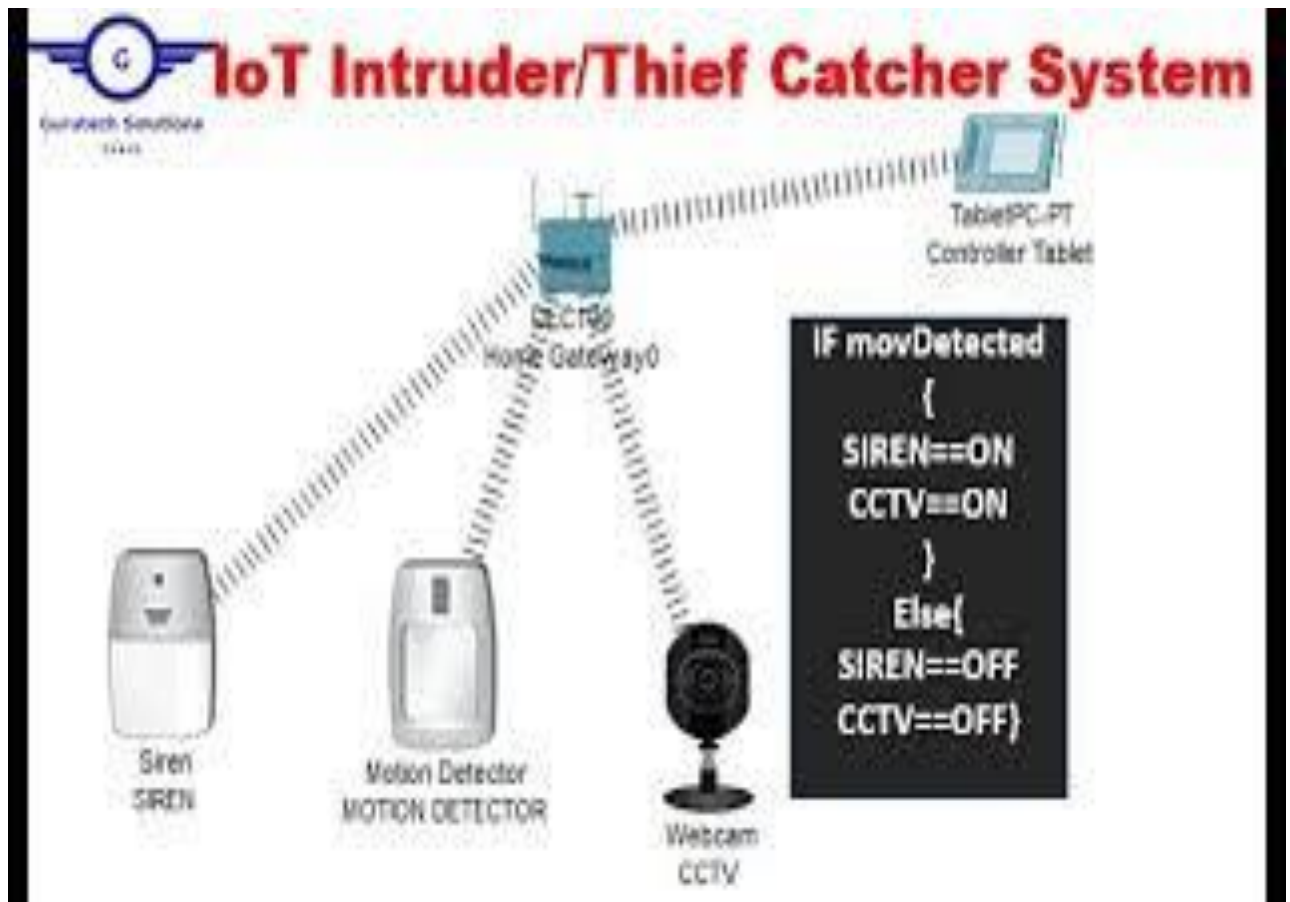 G
IoT Intruder/Thief Catcher System
Solutions
TabletPC-PT
Controller Tablet
Home Gateway0
IF movDetected
{
SIREN==ON
CCTV==ON
}
Else{
SIREN==OFF
CCTV==OFF}
Siren
SIREN
Motion Detector
MOTION DETECTOR
Webcam
CCTV